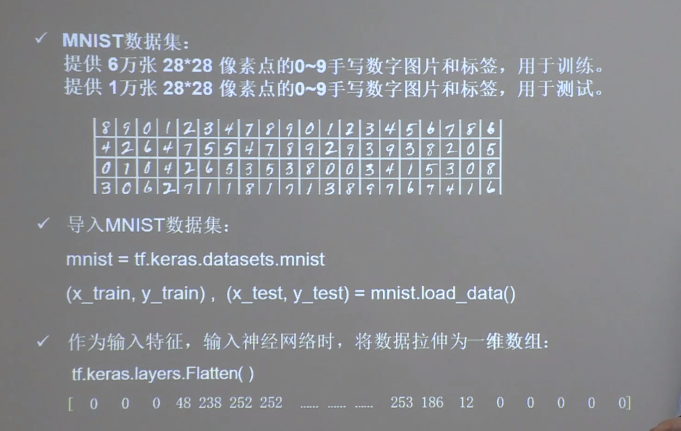 ✓ MNIST数据集：
提供 6万张 28*28 像素点的0~9手写数字图片和标签，用于训练。
提供 1万张 28*28 像素点的0~9手写数字图片和标签，用于测试。
8 9 0 1 2 3 4 7 8 9 0 1 2 3 4 5 6 7 8 6
4 2 6 4 7 5 5 4 7 8 9 2 9 3 9 3 8 2 0 5
0 1 0 4 2 6 5 3 5 3 8 0 0 3 4 1 5 3 0 8
3 0 6 2 7 1 1 8 1 7 1 3 8 9 7 6 7 4 1 6
✓ 导入MNIST数据集：
mnist = tf.keras.datasets.mnist
(x_train, y_train) , (x_test, y_test) = mnist.load_data()
✓ 作为输入特征，输入神经网络时，将数据拉伸为一维数组：
tf.keras.layers.Flatten( )
[ 0 0 0 48 238 252 252 …… …… …… 253 186 12 0 0 0 0 0]